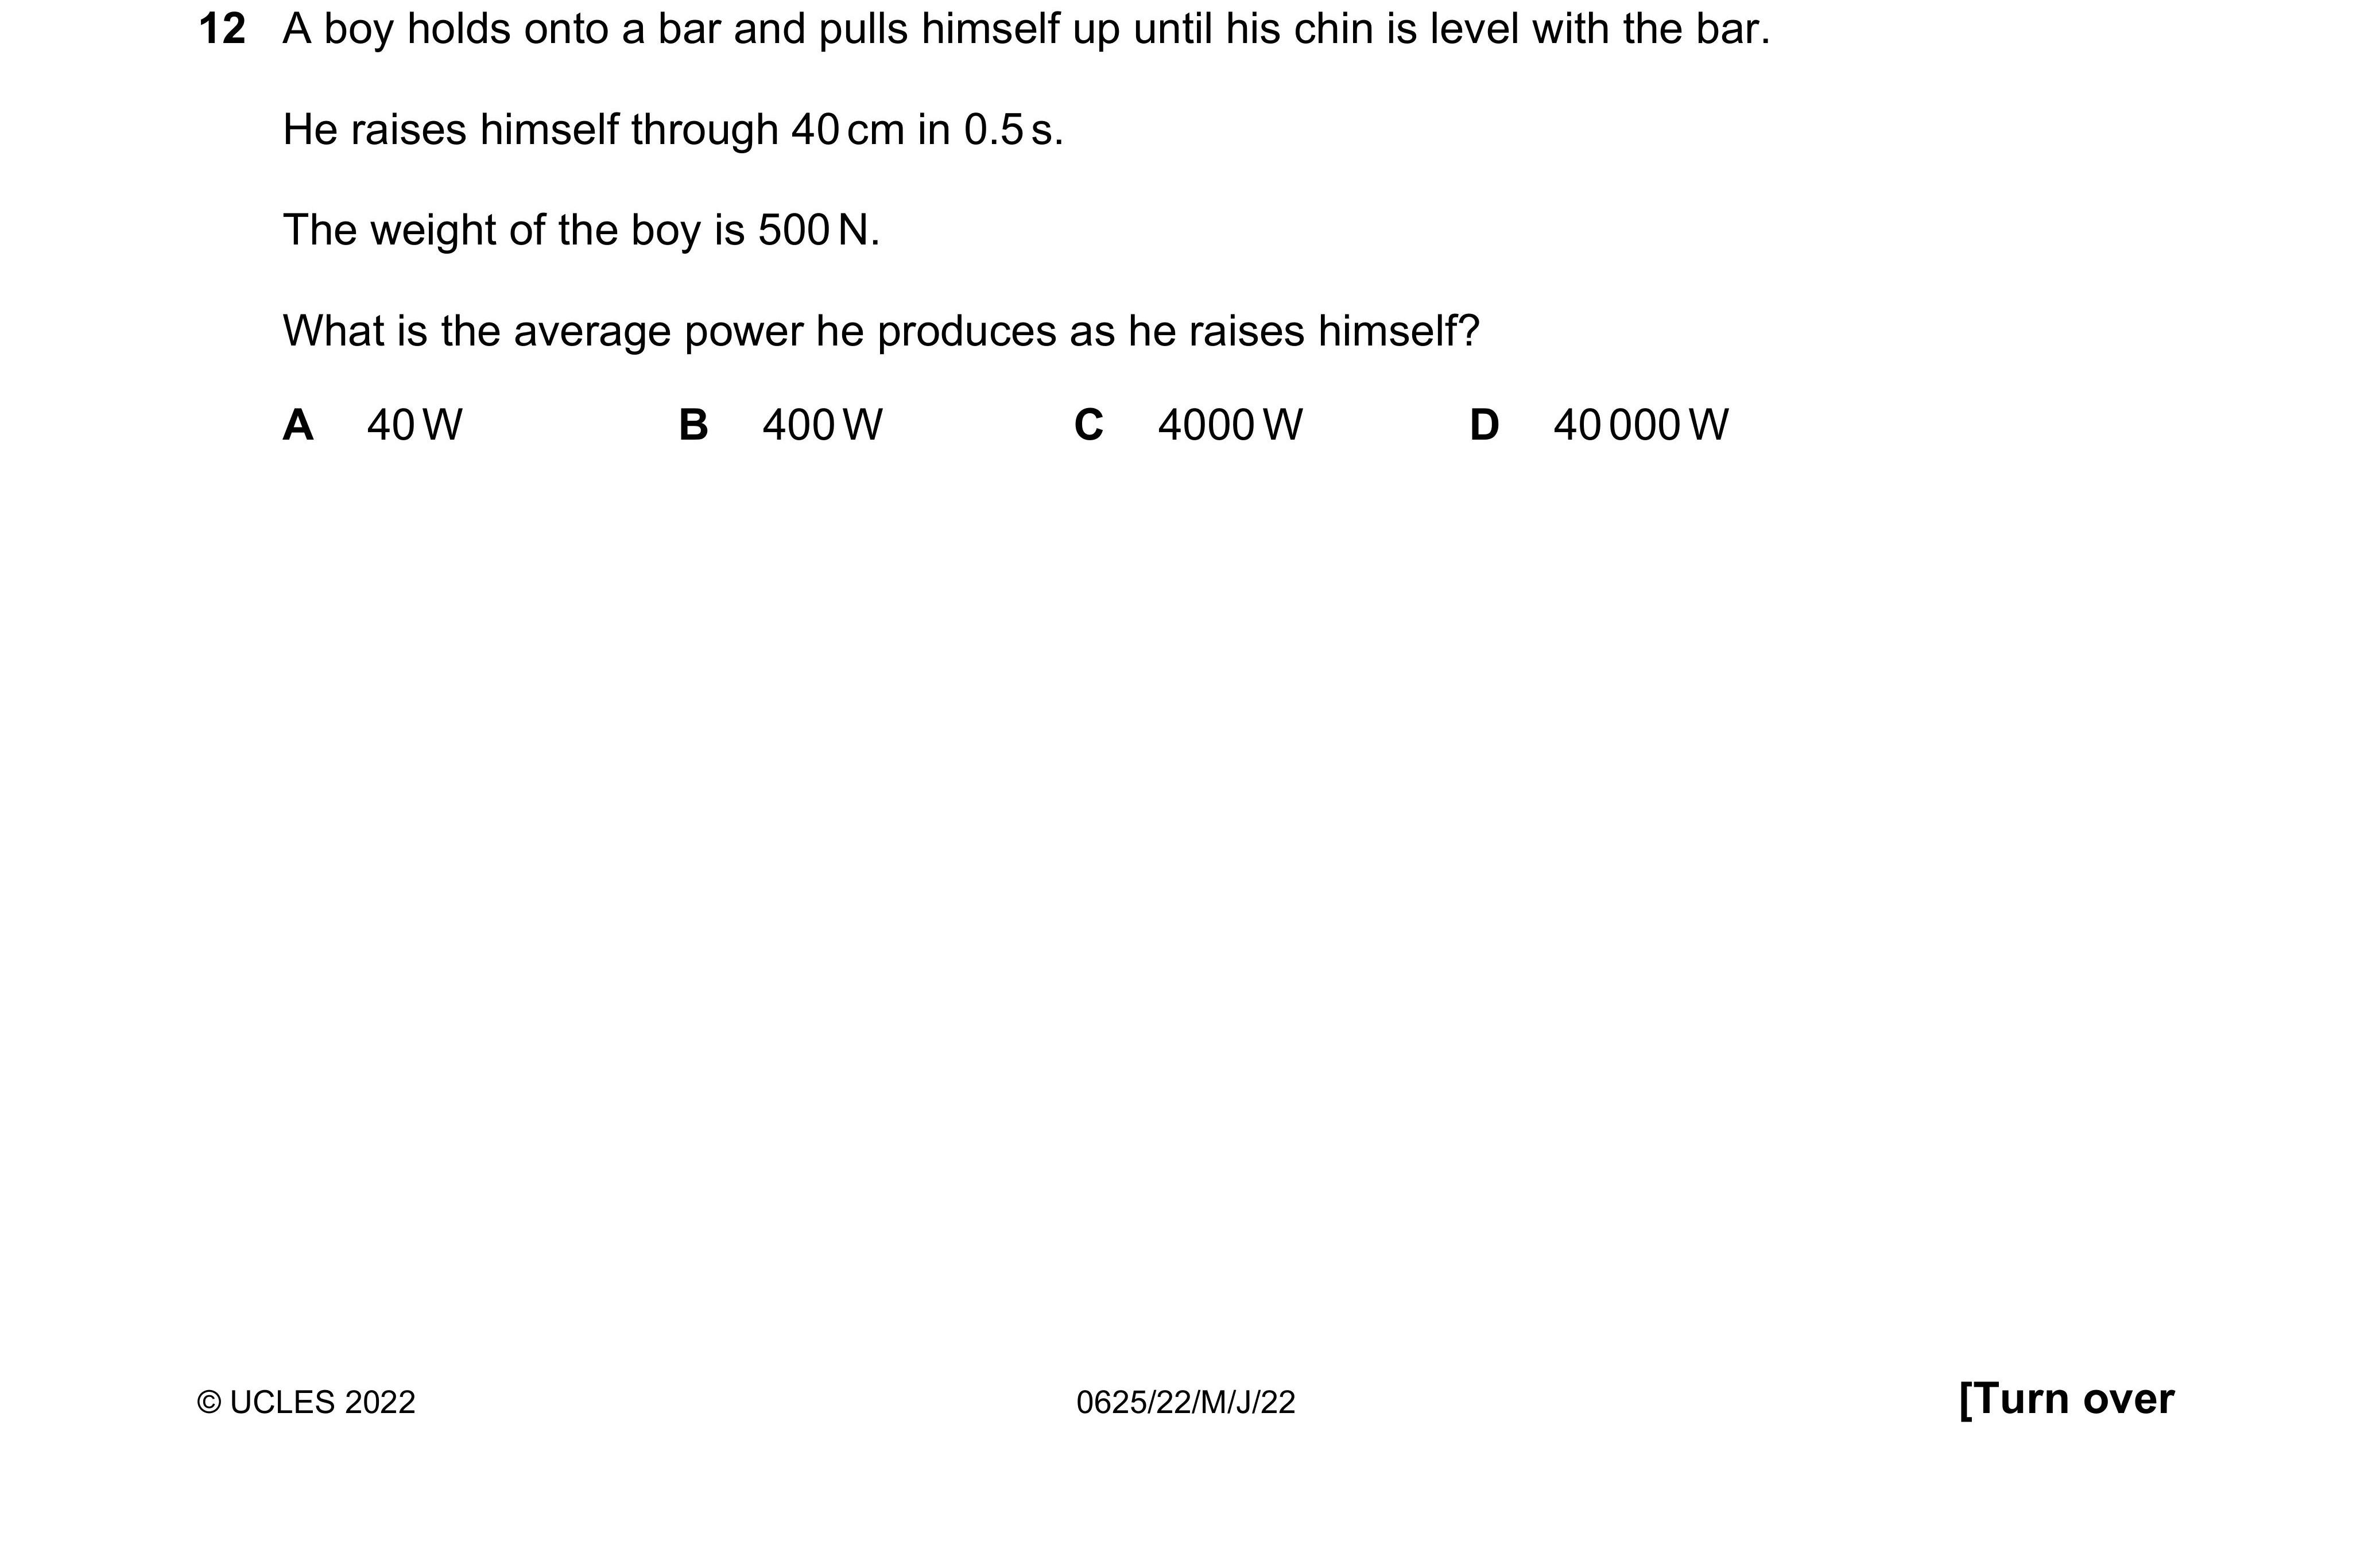 12 A boy holds onto a bar and pulls himself up until his chin is level with the bar.
He raises himself through 40 cm in 0.5 s.
The weight of the boy is 500 N.
What is the average power he produces as he raises himself?
A 40 W B 400 W C 4000 W D 40 000 W
© UCLES 2022 0625/22/M/J/22 [Turn over